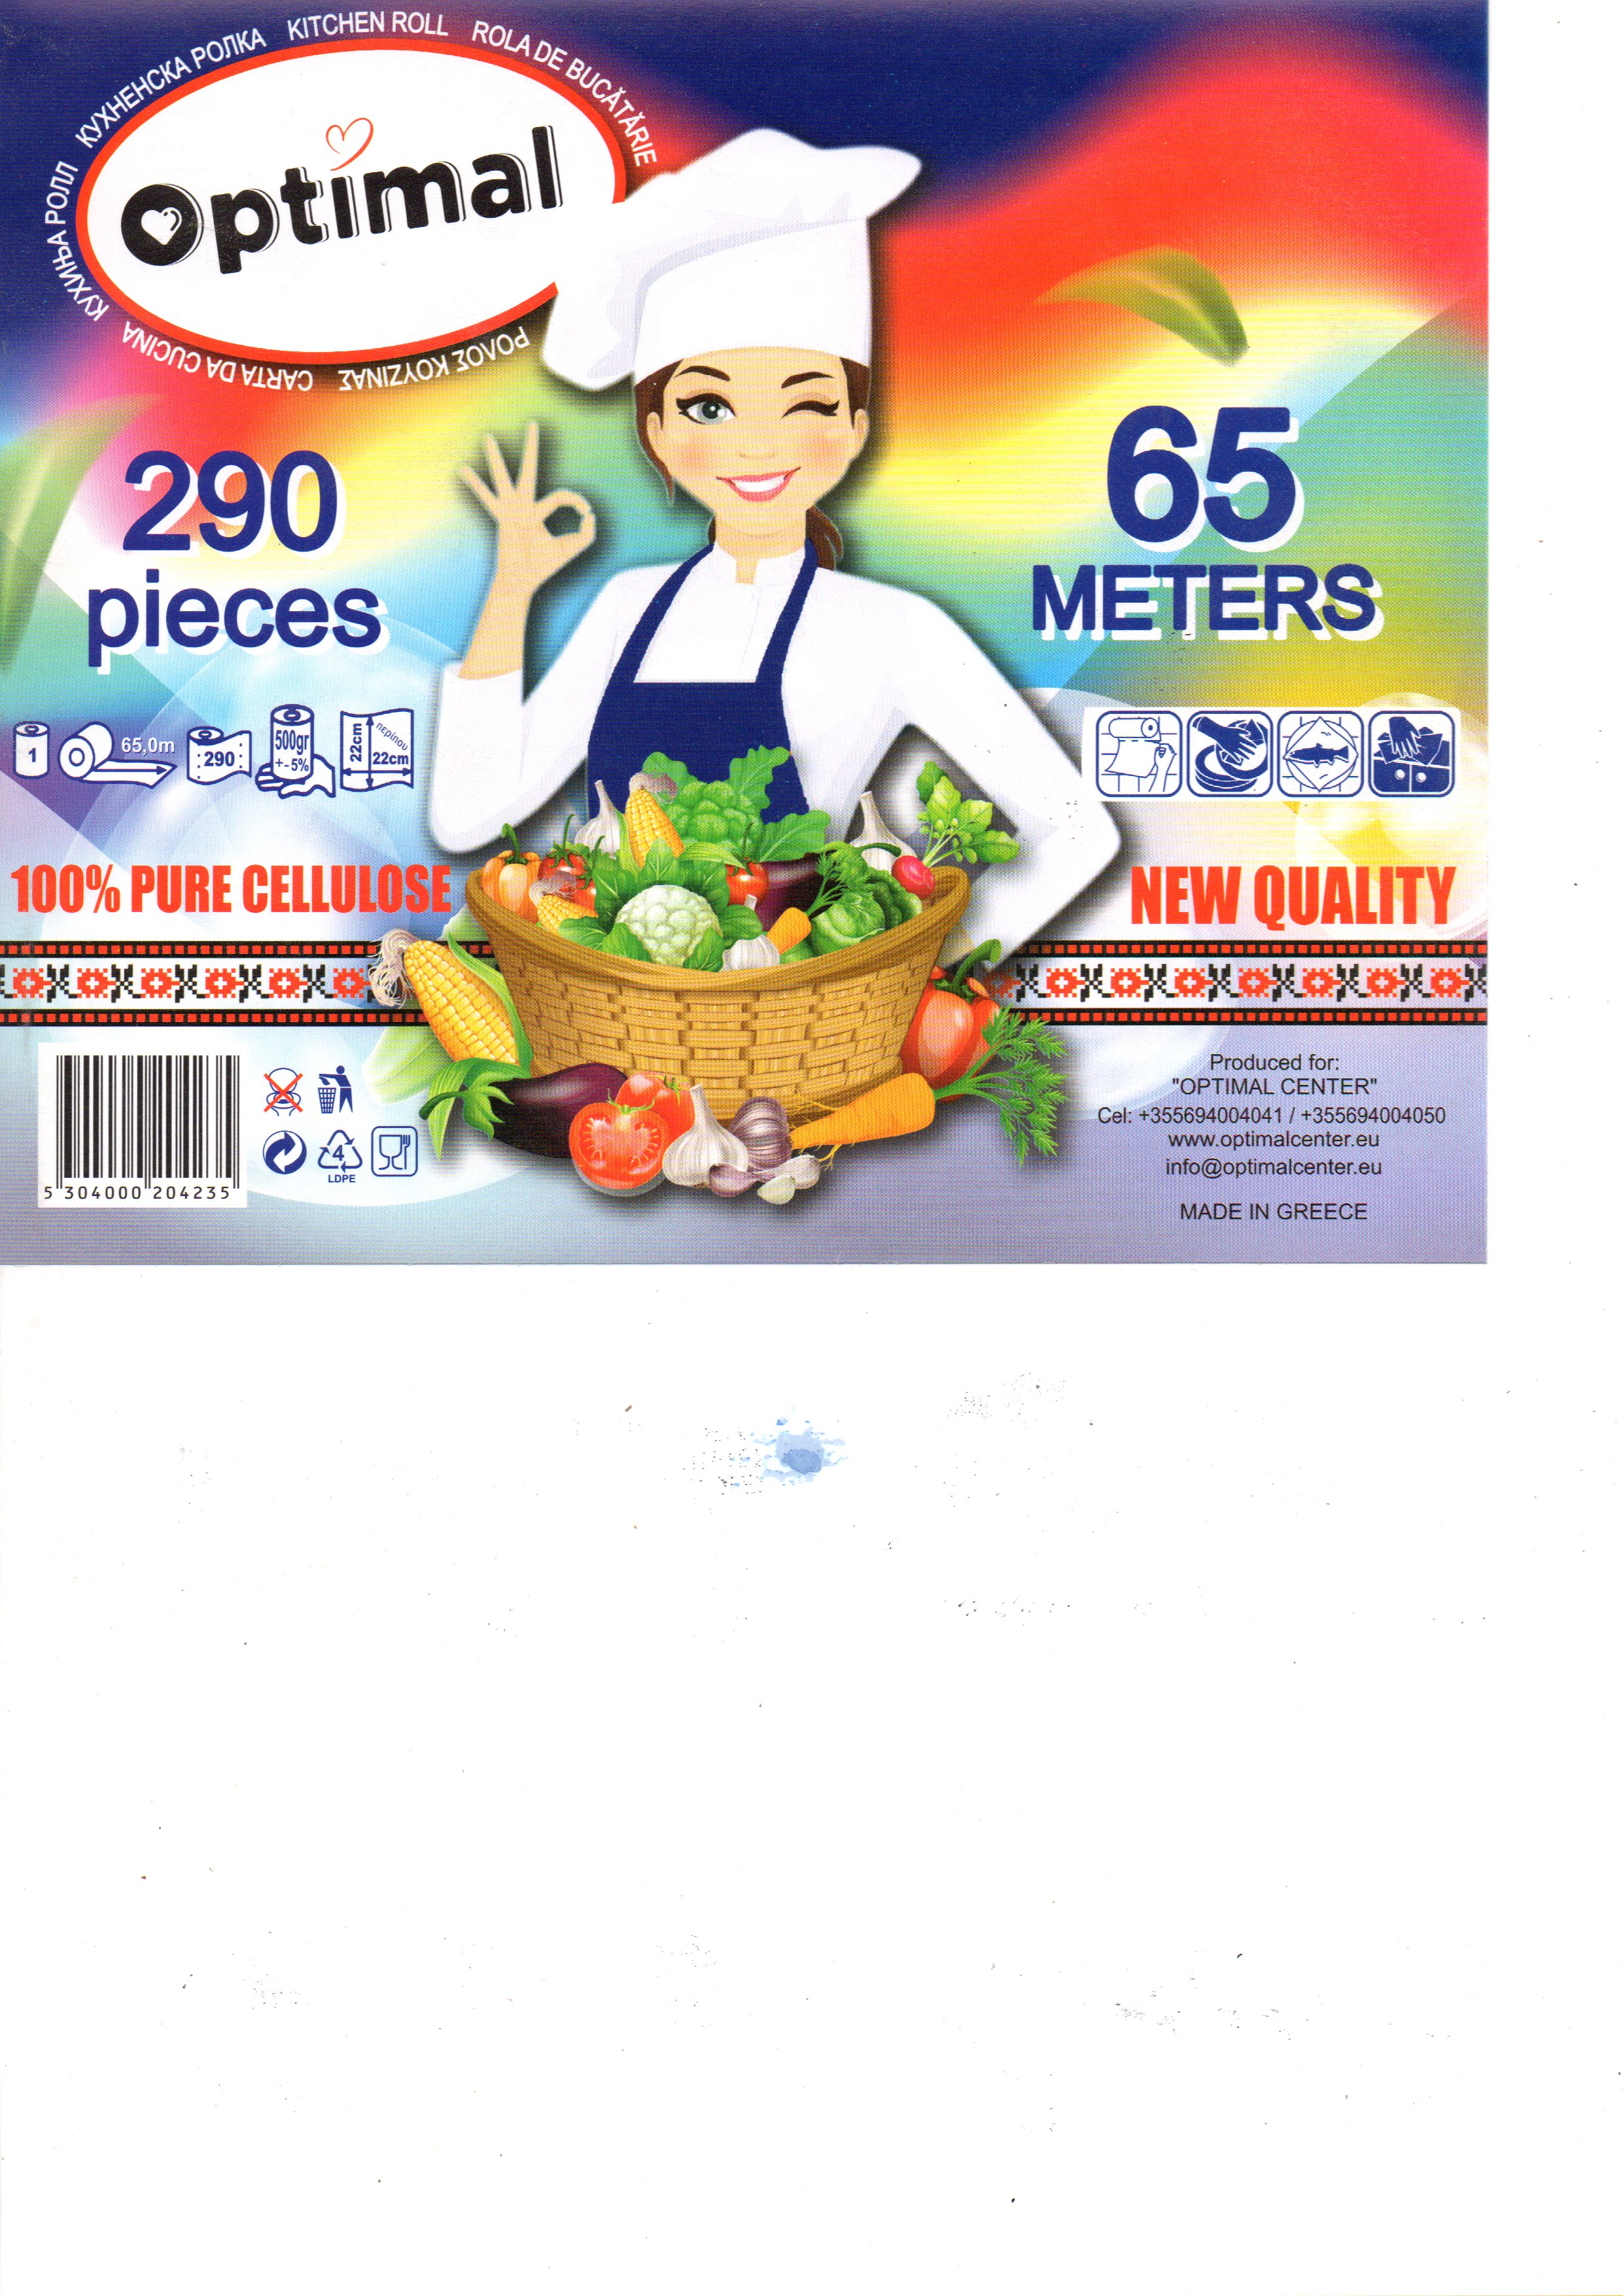 КУХИЊА РОЛЛ КУХНЕНСКА РОЛКА KITCHEN ROLL ROLA DE BUCĂTĂRIE
Optimal
CARTA DA CUCINA ΡΟΛΟΣ ΚΟΥΖΙΝΑΣ
290
pieces
65
METERS
1
65,0m
290
500gr
+-5%
22cm
περίπου
22cm
100% PURE CELLULOSE
NEW QUALITY
5 304000 204235
4
LDPE
Produced for:
"OPTIMAL CENTER"
Cel: +355694004041 / +355694004050
www.optimalcenter.eu
info@optimalcenter.eu
MADE IN GREECE